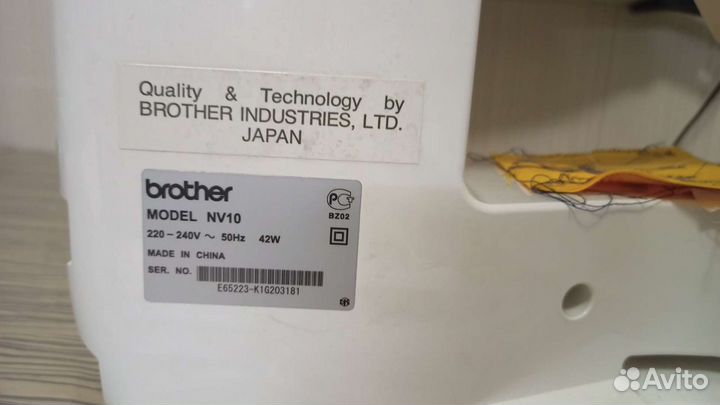 Quality & Technology by
BROTHER INDUSTRIES, LTD.
JAPAN
brother
MODEL NV10
220-240V ~ 50Hz 42W
MADE IN CHINA
SER. NO.
E65223-K1G203181
PC
BZ02
Avito